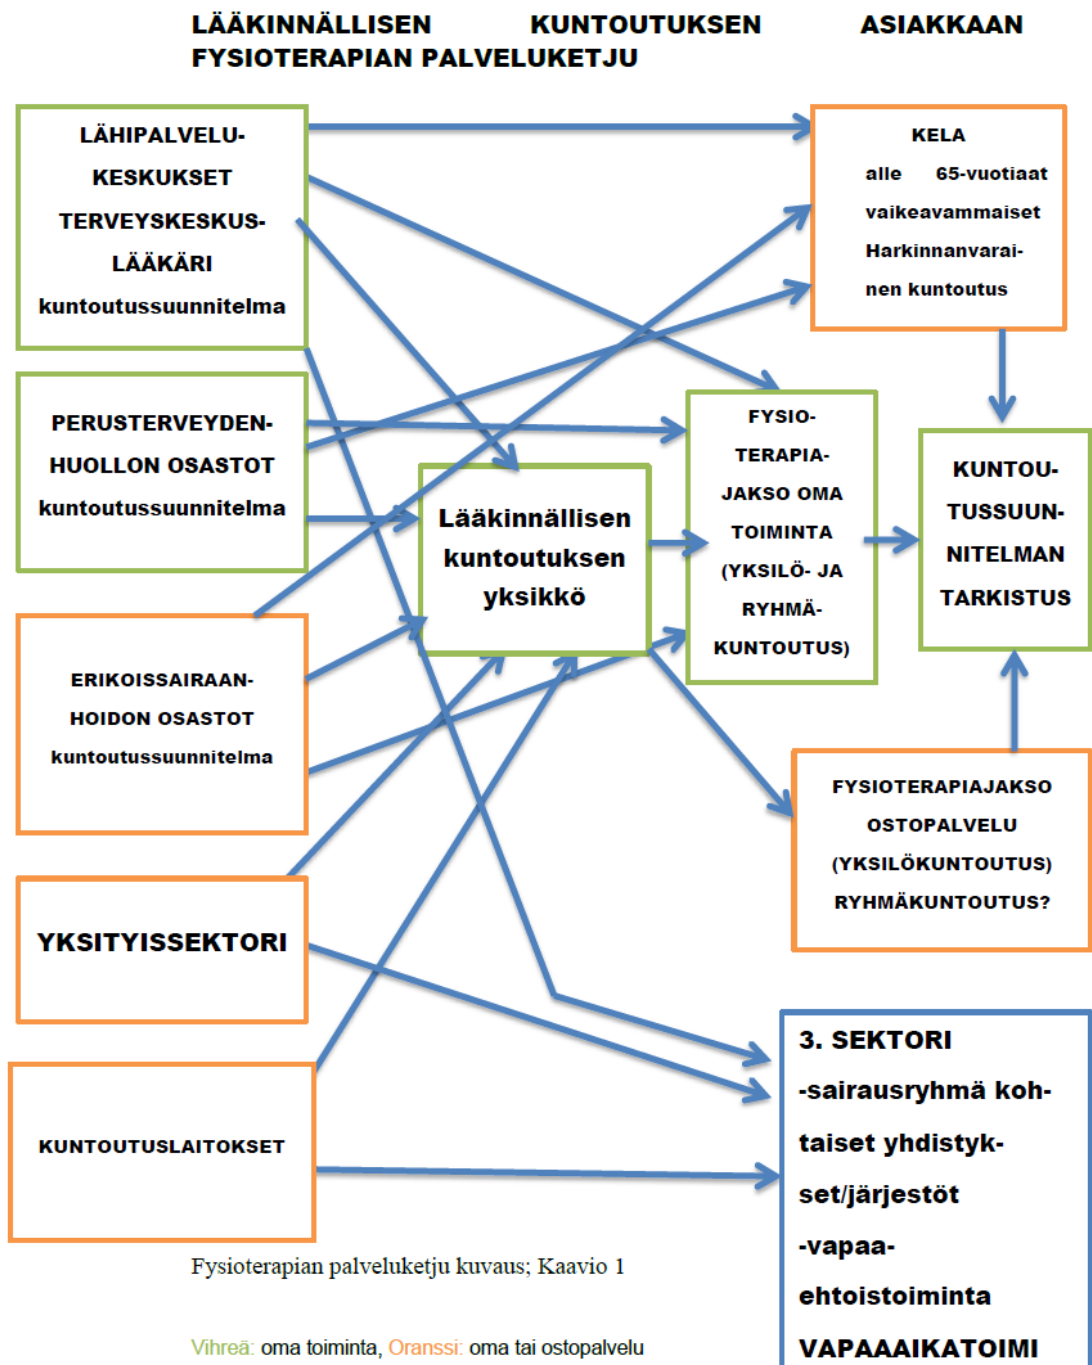 LÄÄKINNÄLLISEN KUNTOUTUKSEN ASIAKKAAN
FYSIOTERAPIAN PALVELUKETJU
LÄHIPALVELU-
KESKUKSET
TERVEYSKESKUS-
LÄÄKÄRI
kuntoutussuunnitelma
KELA
alle 65-vuotiaat
vaikeavammaiset
Harkinnanvarai-
nen kuntoutus
PERUSTERVEYDEN-
HUOLLON OSASTOT
kuntoutussuunnitelma
Lääkinnällisen
kuntoutuksen
yksikkö
FYSIO-
TERAPIA-
JAKSO OMA
TOIMINTA
(YKSILÖ- JA
RYHMÄ-
KUNTOUTUS)
KUNTOU-
TUSSUUN-
NITELMAN
TARKISTUS
ERIKOISSAIRAAN-
HOIDON OSASTOT
kuntoutussuunnitelma
FYSIOTERAPIAJAKSO
OSTOPALVELU
(YKSILÖKUNTOUTUS)
RYHMÄKUNTOUTUS?
YKSITYISSEKTORI
KUNTOUTUSLAITOKSET
3. SEKTORI
-sairausryhmä koh-
taiset yhdistyk-
set/järjestöt
-vapaa-
ehtoistoiminta
VAPAAAIKATOIMI
Fysioterapian palveluketju kuvaus; Kaavio 1
Vihreä: oma toiminta, Oranssi: oma tai ostopalvelu